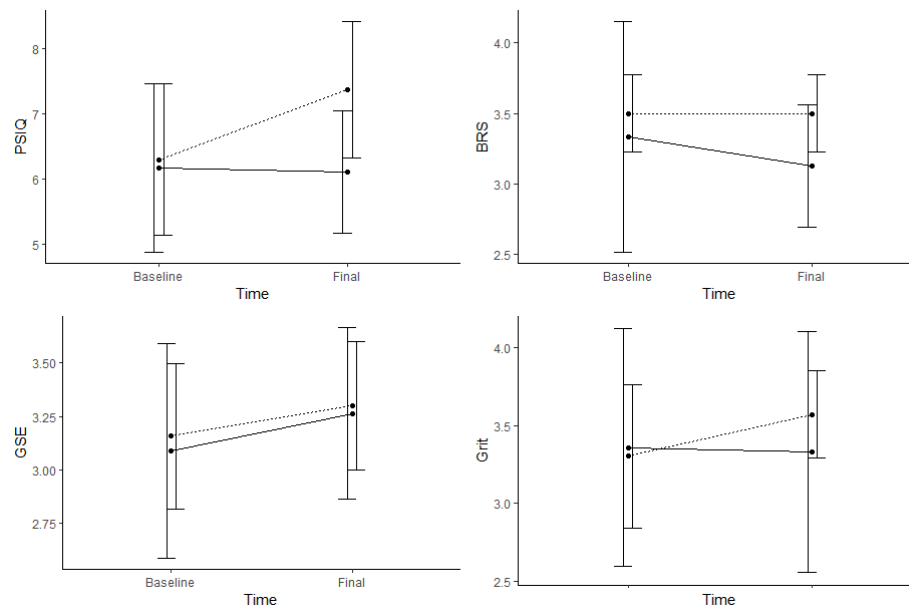 PSIQ
8
7
6
5
Baseline
Final
Time
BRS
4.0
3.5
3.0
2.5
Baseline
Final
Time
GSE
3.50
3.25
3.00
2.75
Baseline
Final
Time
Grit
4.0
3.5
3.0
2.5
Time